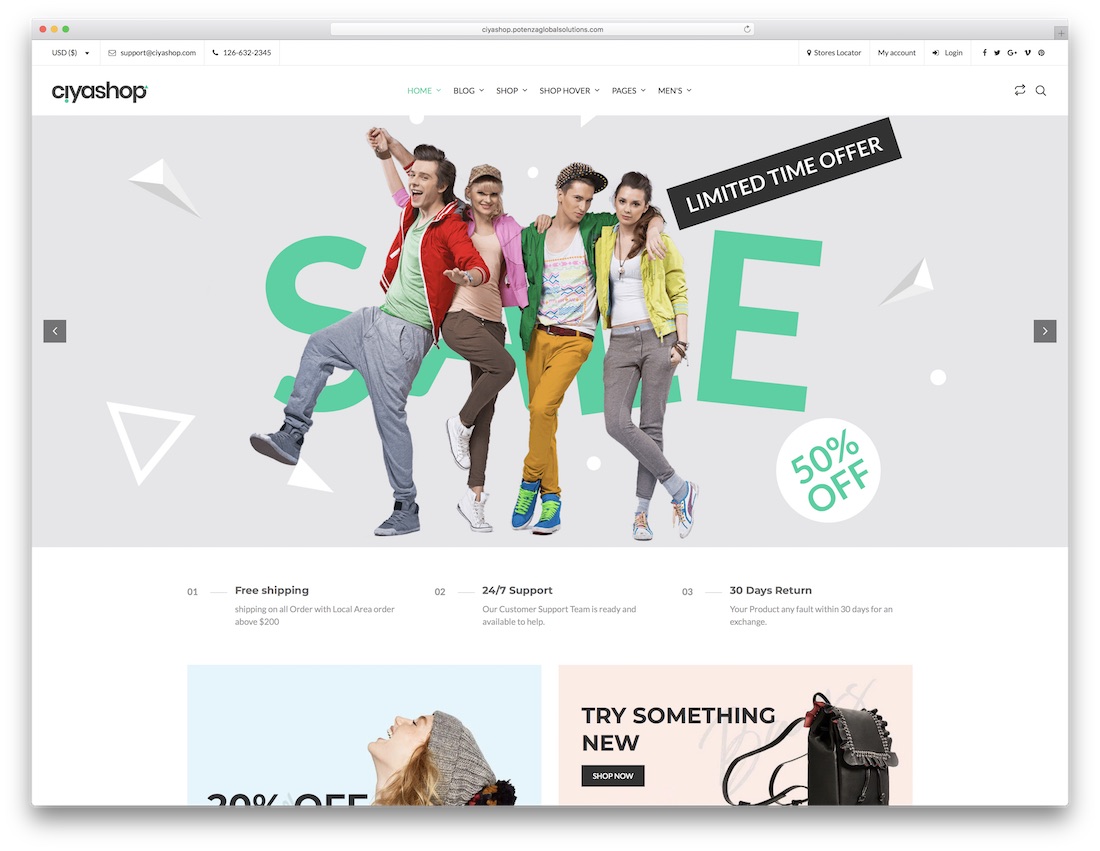 ciyashop.potenzaglobalsolutions.com
USD ($) support@ciyashop.com 126-632-2345 Stores Locator My account Login
ciyashop HOME BLOG SHOP SHOP HOVER PAGES MEN'S
LIMITED TIME OFFER
SALE
50%
OFF
01 Free shipping
shipping on all Order with Local Area order
above $200
02 24/7 Support
Our Customer Support Team is ready and
available to help.
03 30 Days Return
Your Product any fault within 30 days for an
exchange.
20% OFF
TRY SOMETHING
NEW
SHOP NOW